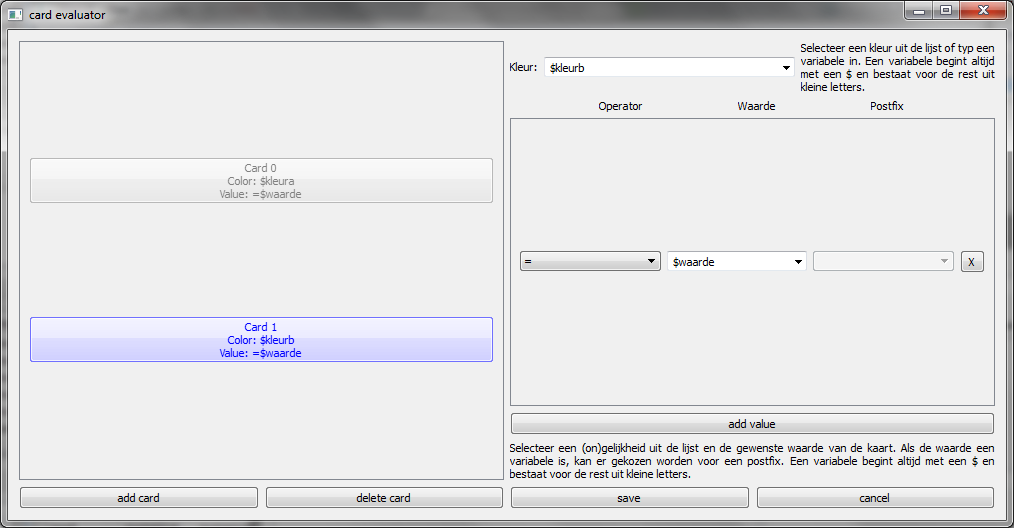 card evaluator
Card 0
Color: $kleura
Value: =$waarde
Card 1
Color: $kleurb
Value: =$waarde
add card
delete card
Kleur:
$kleurb
Selecteer een kleur uit de lijst of typ een
variabele in. Een variabele begint altijd
met een $ en bestaat voor de rest uit
kleine letters.
Operator
Waarde
Postfix
=
$waarde
X
add value
Selecteer een (on)gelijkheid uit de lijst en de gewenste waarde van de kaart. Als de waarde een
variabele is, kan er gekozen worden voor een postfix. Een variabele begint altijd met een $ en
bestaat voor de rest uit kleine letters.
save
cancel